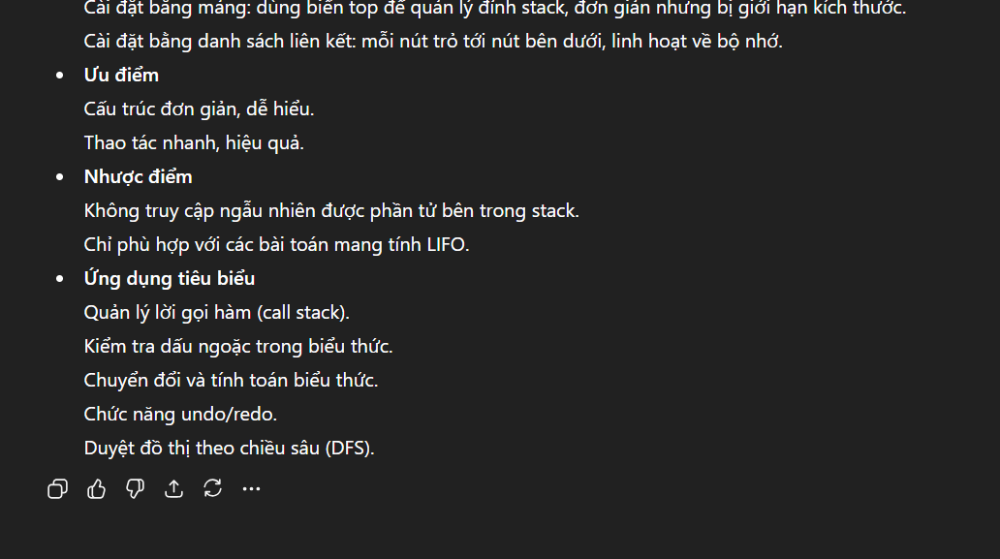 Cài đặt bằng mảng: dùng biến top để quản lý đỉnh stack, đơn giản nhưng bị giới hạn kích thước.
Cài đặt bằng danh sách liên kết: mỗi nút trỏ tới nút bên dưới, linh hoạt về bộ nhớ.
• Ưu điểm
Cấu trúc đơn giản, dễ hiểu.
Thao tác nhanh, hiệu quả.
• Nhược điểm
Không truy cập ngẫu nhiên được phần tử bên trong stack.
Chỉ phù hợp với các bài toán mang tính LIFO.
• Ứng dụng tiêu biểu
Quản lý lời gọi hàm (call stack).
Kiểm tra dấu ngoặc trong biểu thức.
Chuyển đổi và tính toán biểu thức.
Chức năng undo/redo.
Duyệt đồ thị theo chiều sâu (DFS).